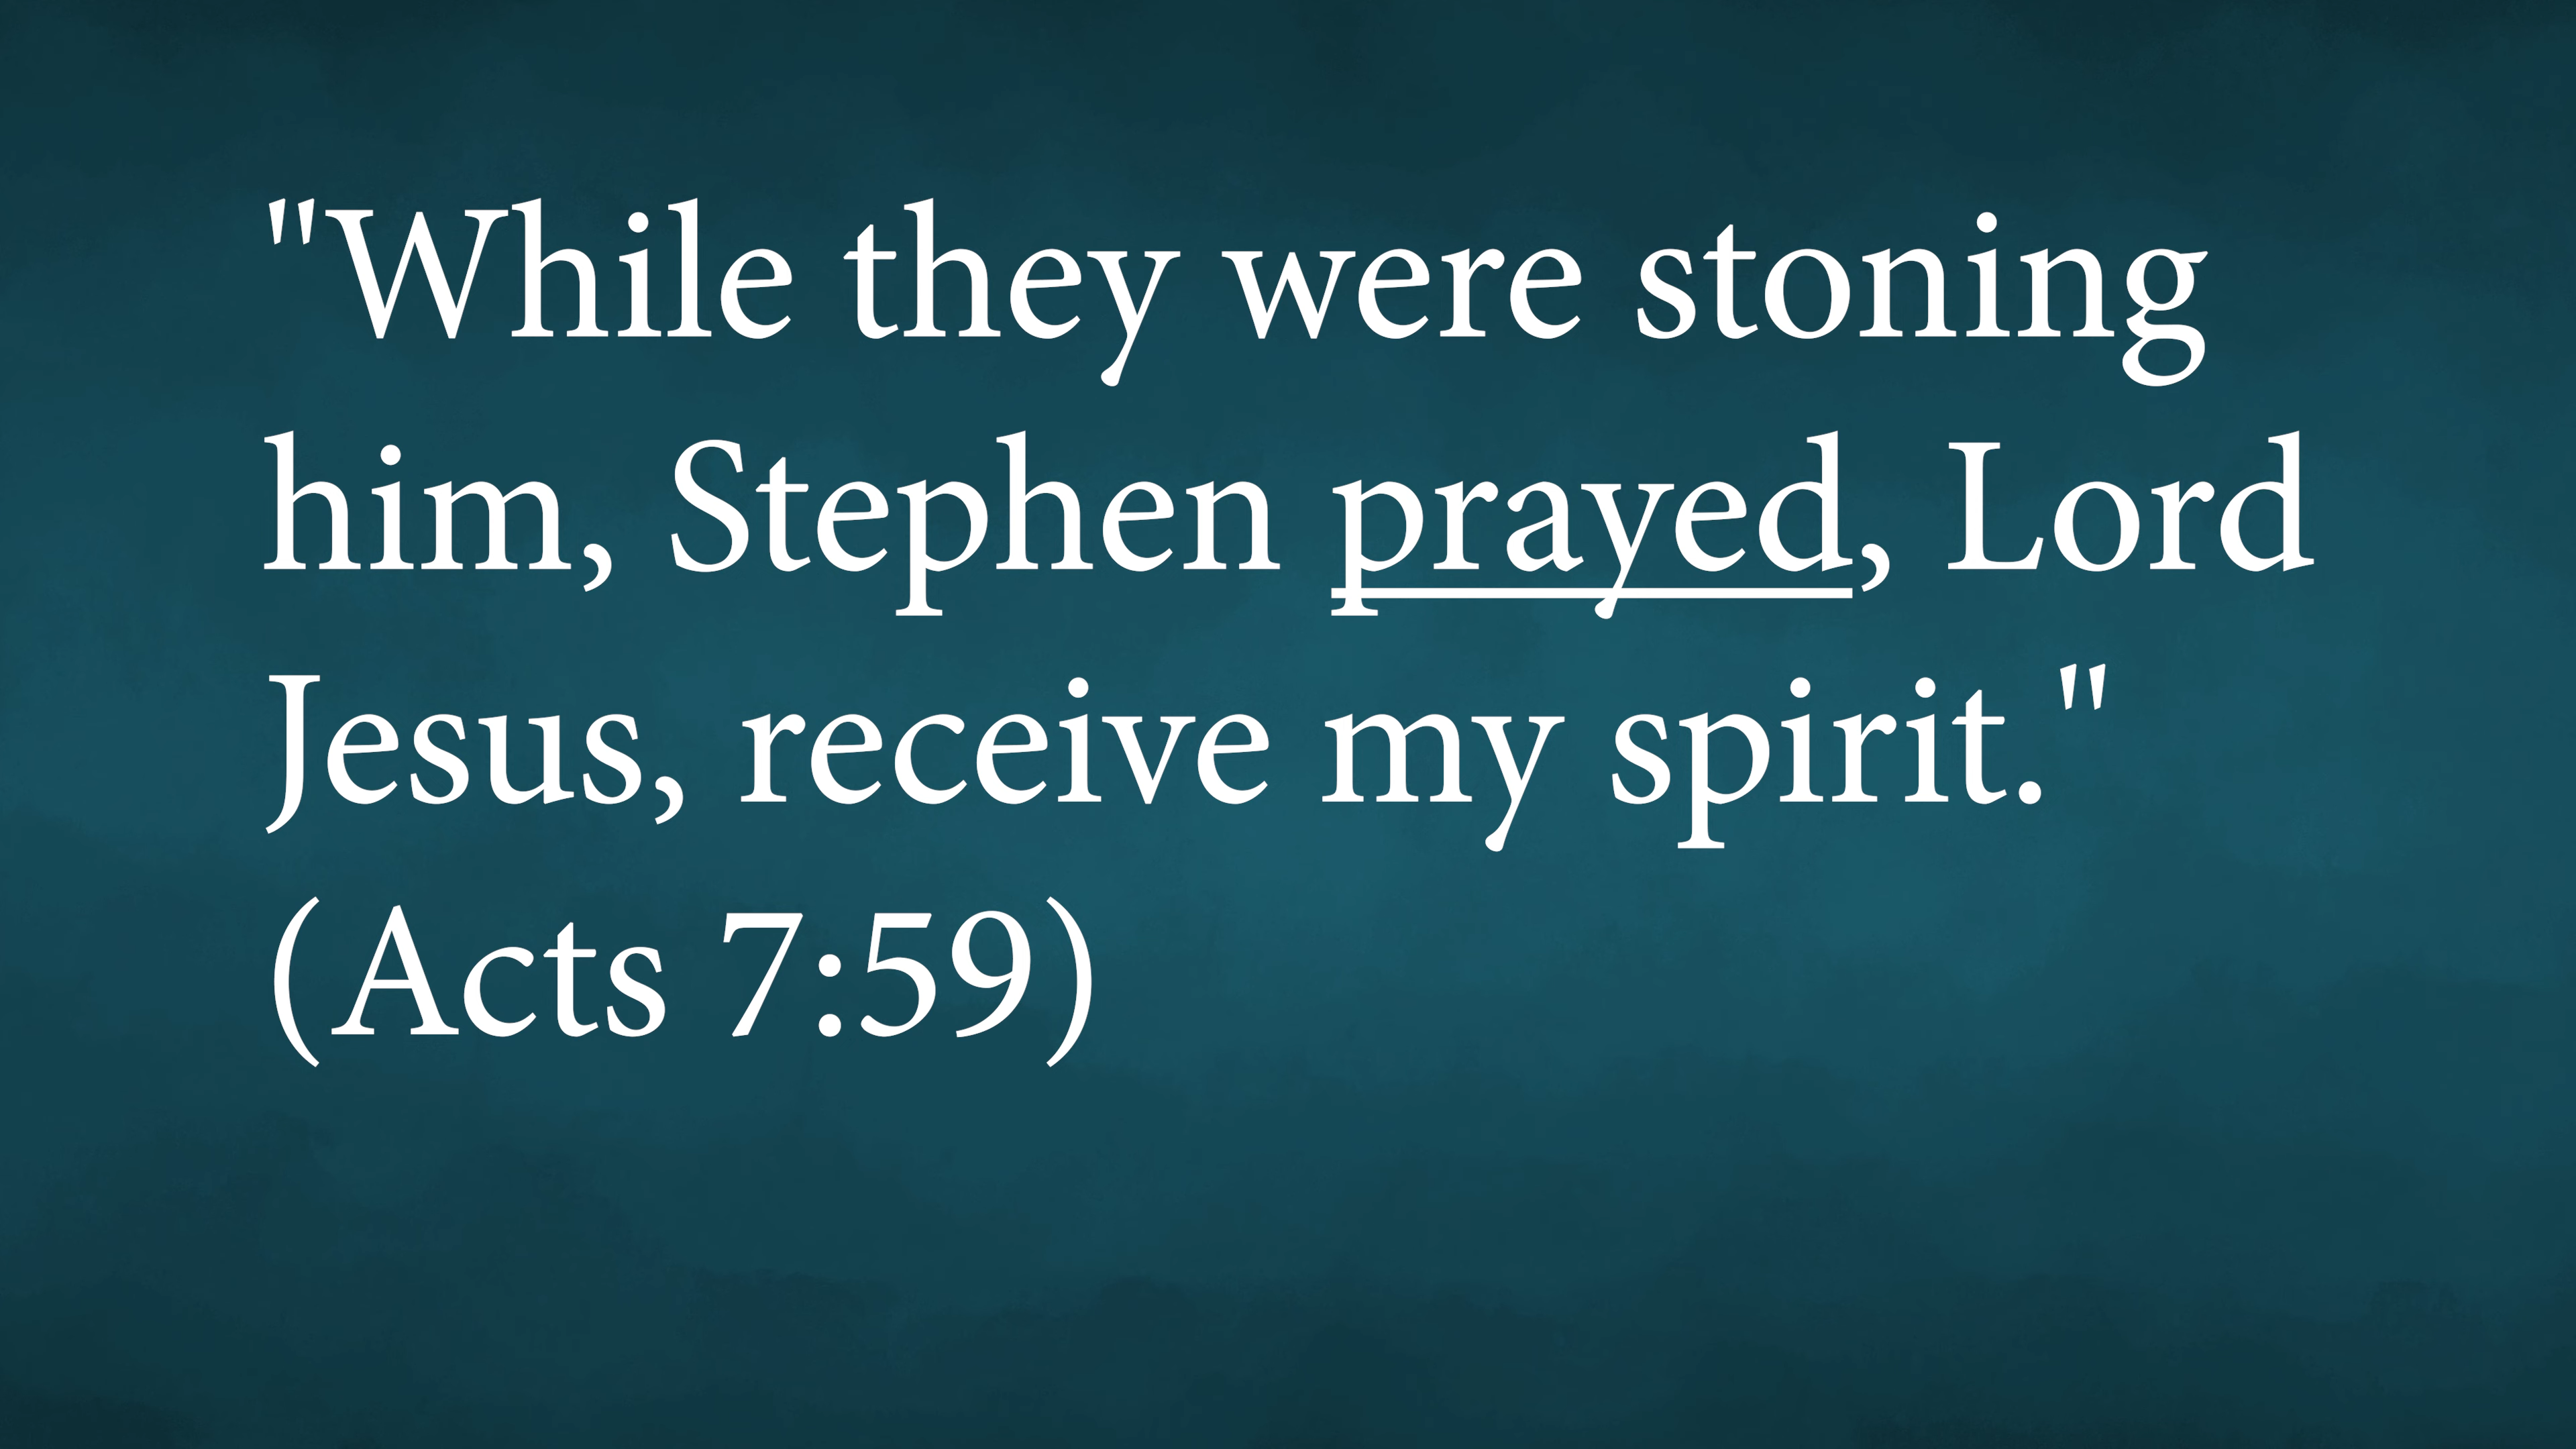 "While they were stoning
him, Stephen prayed, Lord
Jesus, receive my spirit."
(Acts 7:59)